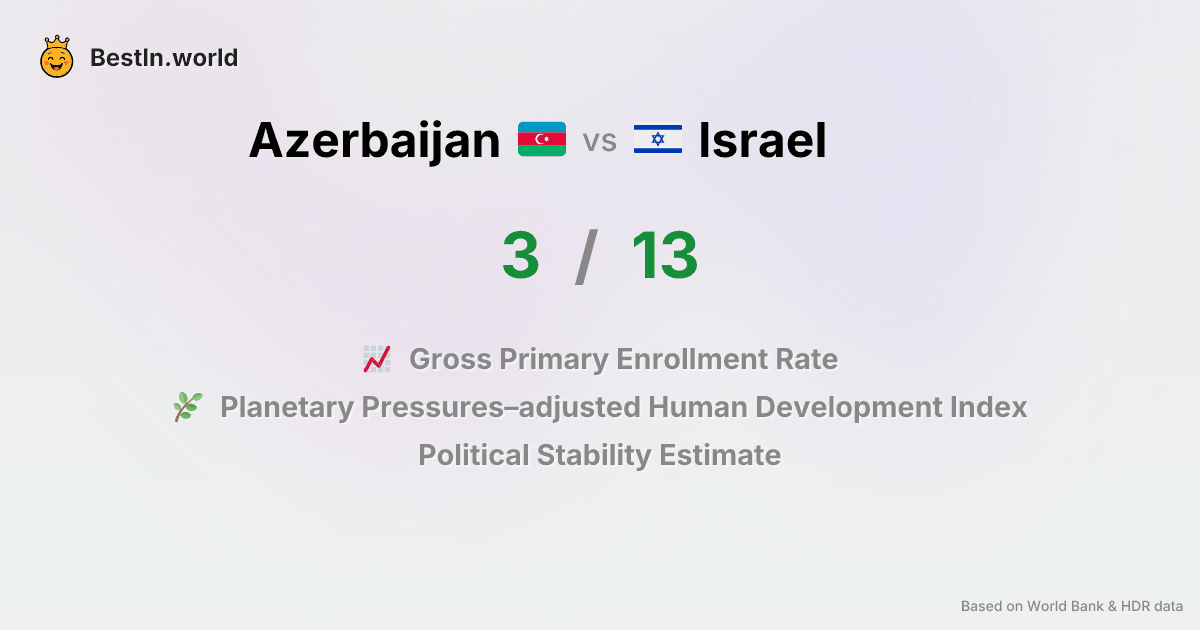 BestIn.world
Azerbaijan vs Israel
3 / 13
Gross Primary Enrollment Rate
Planetary Pressures–adjusted Human Development Index
Political Stability Estimate
Based on World Bank & HDR data